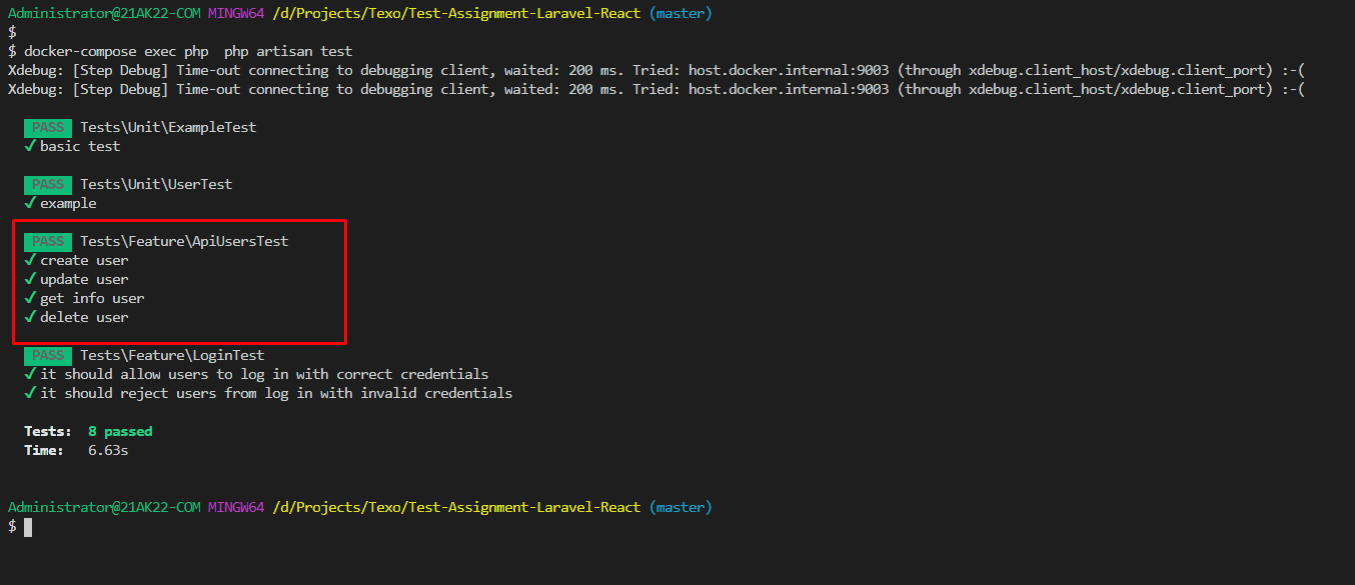 Administrator@21AK22-COM MINGW64 /d/Projects/Texo/Test-Assignment-Laravel-React (master)
$
$ docker-compose exec php  php artisan test
Xdebug: [Step Debug] Time-out connecting to debugging client, waited: 200 ms. Tried: host.docker.internal:9003 (through xdebug.client_host/xdebug.client_port) :-(
Xdebug: [Step Debug] Time-out connecting to debugging client, waited: 200 ms. Tried: host.docker.internal:9003 (through xdebug.client_host/xdebug.client_port) :-(
PASS Tests\Unit\ExampleTest
✓ basic test
PASS Tests\Unit\UserTest
✓ example
PASS Tests\Feature\ApiUsersTest
✓ create user
✓ update user
✓ get info user
✓ delete user
PASS Tests\Feature\LoginTest
✓ it should allow users to log in with correct credentials
✓ it should reject users from log in with invalid credentials
Tests:  8 passed
Time:   6.63s
Administrator@21AK22-COM MINGW64 /d/Projects/Texo/Test-Assignment-Laravel-React (master)
$